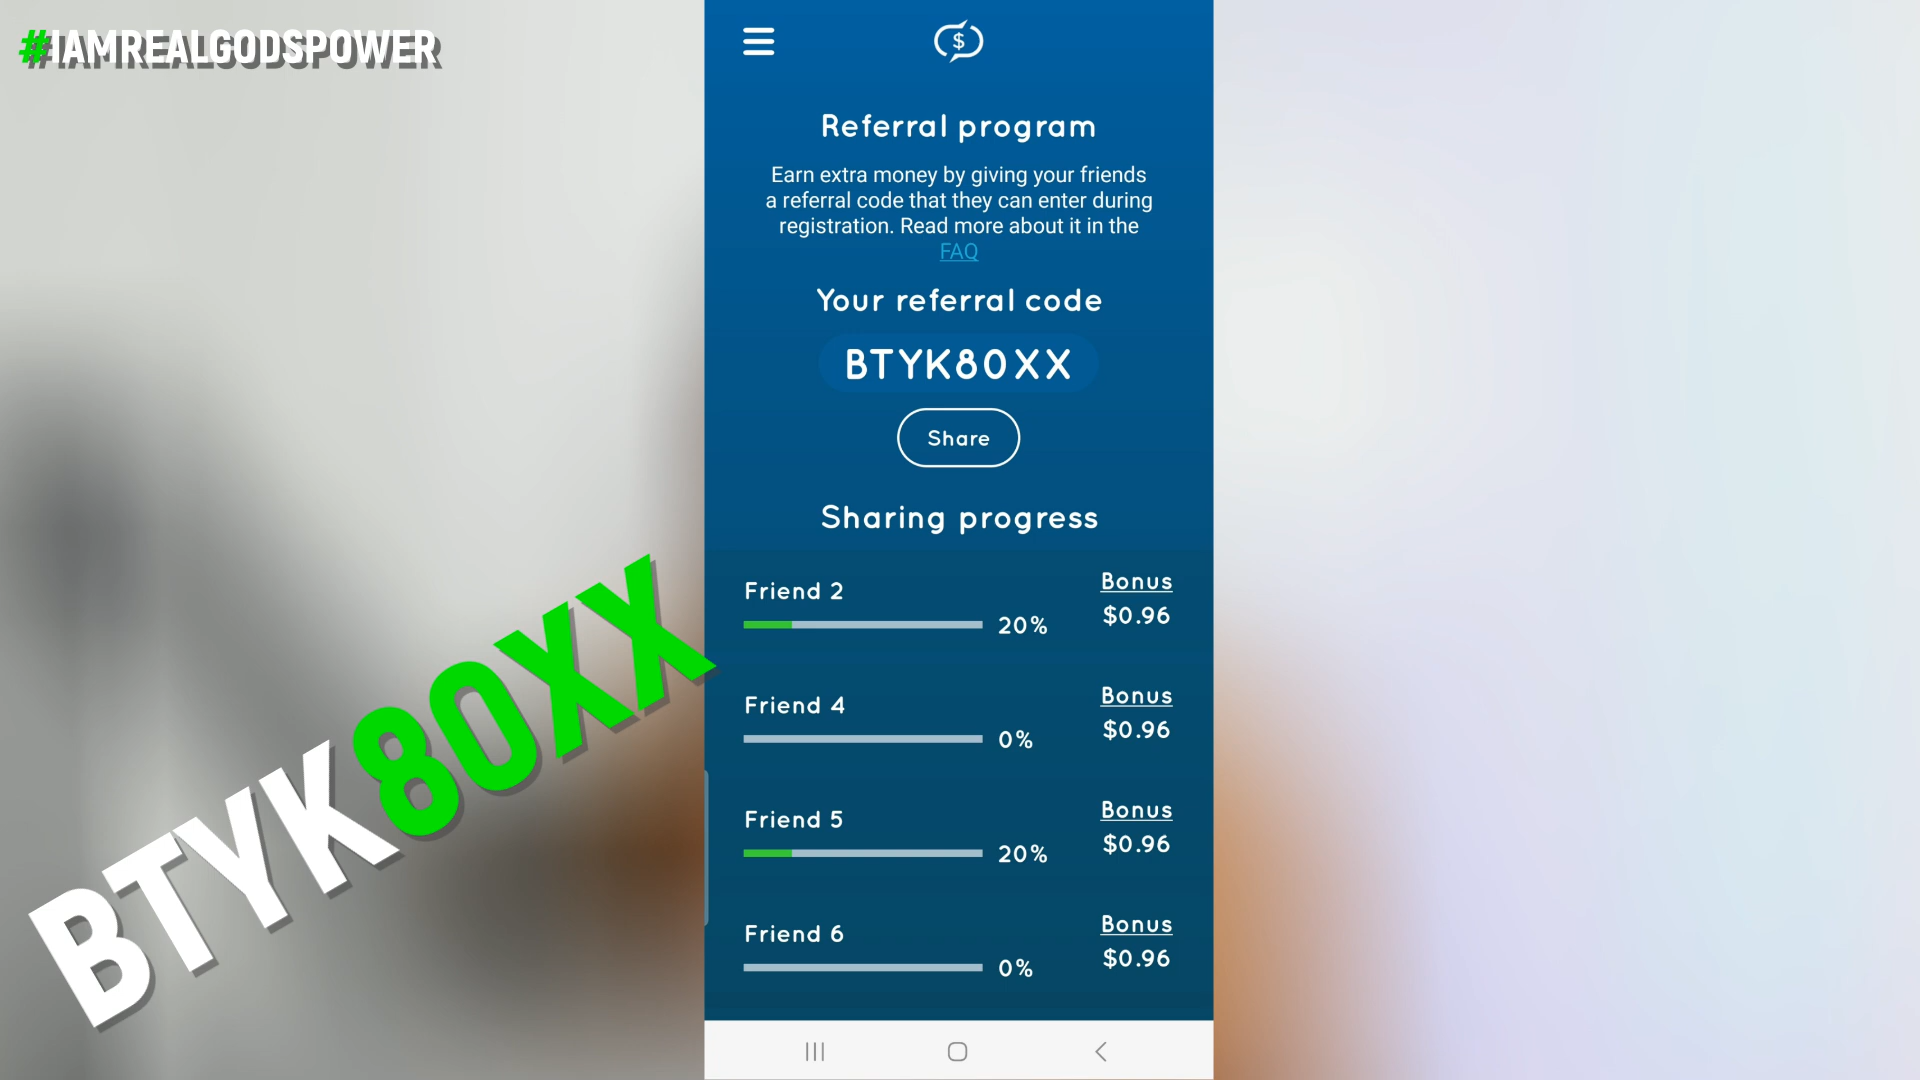 #IAMREALGODSPOWER
$
Referral program
Earn extra money by giving your friends
a referral code that they can enter during
registration. Read more about it in the
FAQ
Your referral code
BTYK80XX
Share
Sharing progress
Friend 2
20%
Bonus
$0.96
Friend 4
0%
Bonus
$0.96
Friend 5
20%
Bonus
$0.96
Friend 6
0%
Bonus
$0.96
BTYK80XX